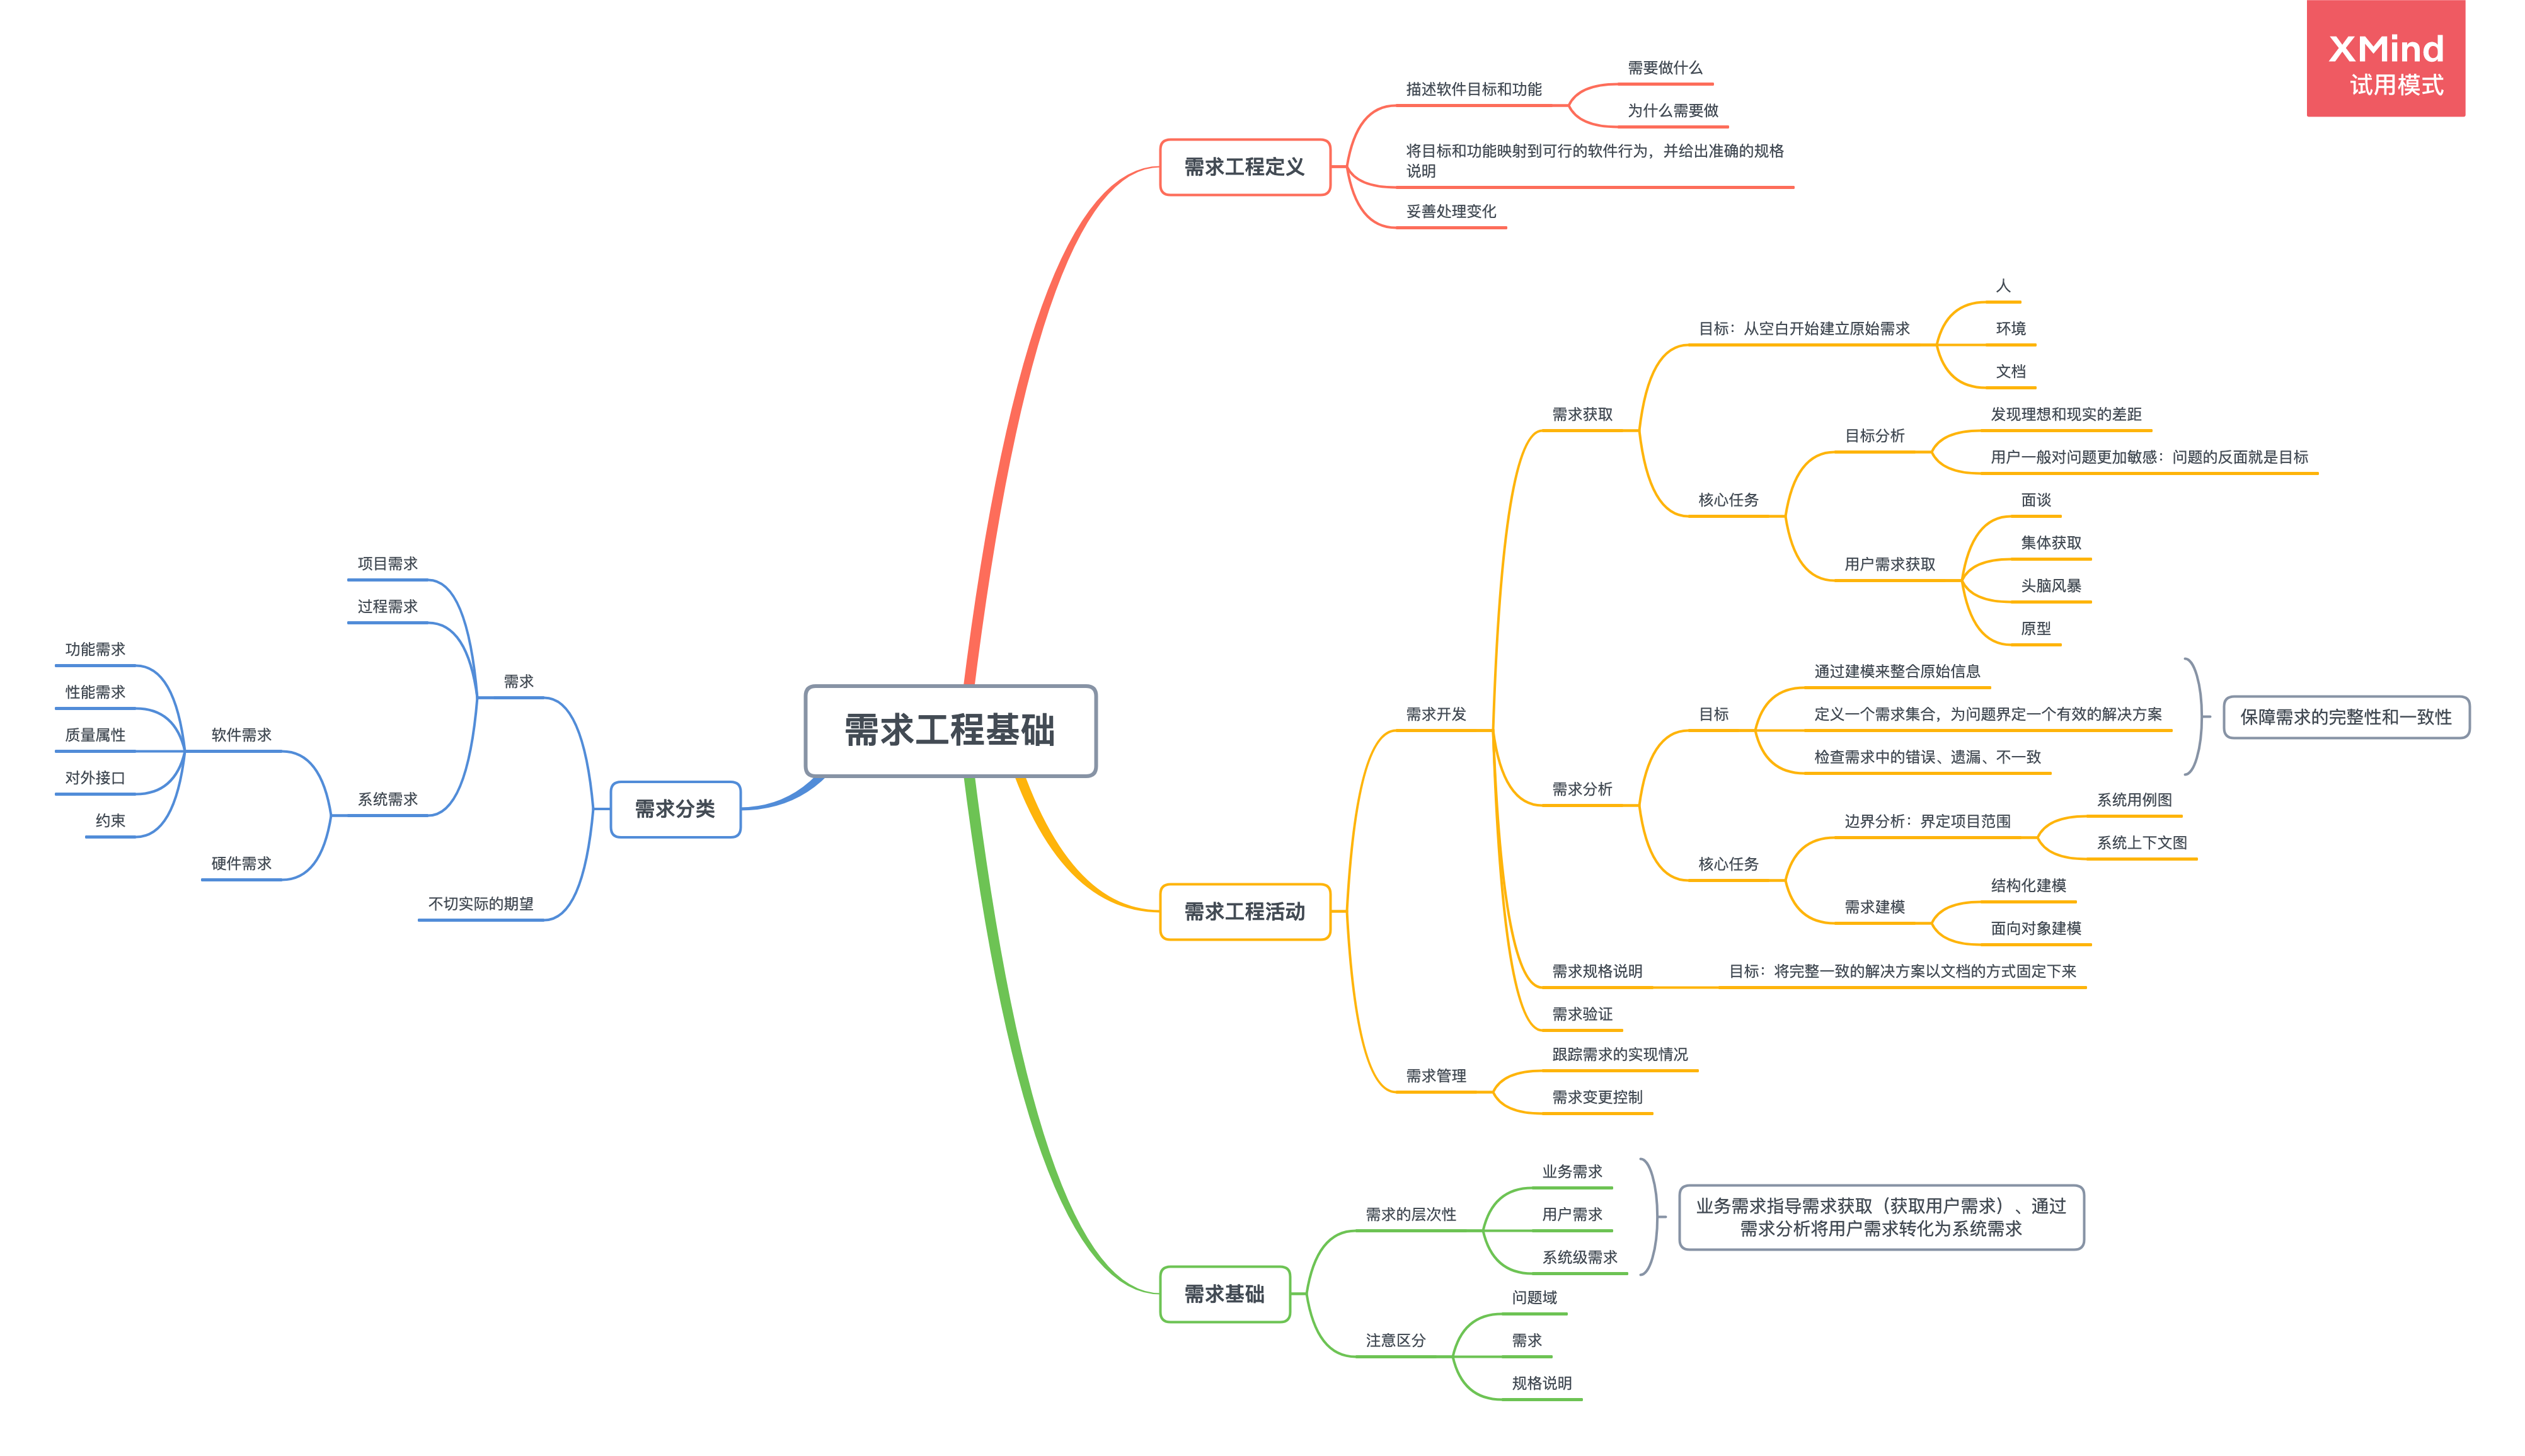 XMind
试用模式
需求工程基础
需求工程定义
描述软件目标和功能
需要做什么
为什么需要做
将目标和功能映射到可行的软件行为，并给出准确的规格
说明
妥善处理变化
需求工程活动
需求开发
需求获取
目标：从空白开始建立原始需求
人
环境
文档
核心任务
目标分析
发现理想和现实的差距
用户一般对问题更加敏感：问题的反面就是目标
用户需求获取
面谈
集体获取
头脑风暴
原型
需求分析
目标
通过建模来整合原始信息
定义一个需求集合，为问题界定一个有效的解决方案
检查需求中的错误、遗漏、不一致
保障需求的完整性和一致性
核心任务
边界分析：界定项目范围
系统用例图
系统上下文图
需求建模
结构化建模
面向对象建模
需求规格说明
目标：将完整一致的解决方案以文档的方式固定下来
需求验证
需求管理
跟踪需求的实现情况
需求变更控制
需求基础
需求的层次性
业务需求
用户需求
系统级需求
业务需求指导需求获取（获取用户需求）、通过
需求分析将用户需求转化为系统需求
注意区分
问题域
需求
规格说明
需求分类
需求
项目需求
过程需求
系统需求
软件需求
功能需求
性能需求
质量属性
对外接口
约束
硬件需求
不切实际的期望